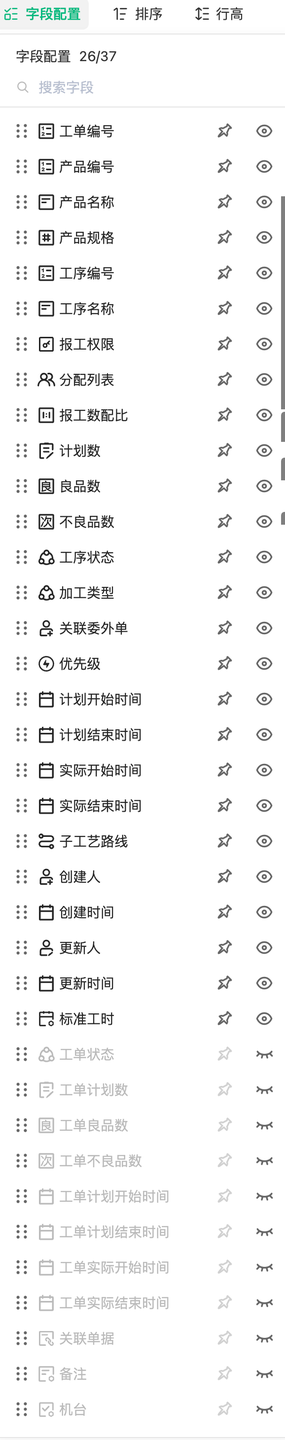 字段配置 排序 行高
字段配置 26/37
搜索字段
工单编号
产品编号
产品名称
产品规格
工序编号
工序名称
报工权限
分配列表
报工数配比
计划数
良 良品数
次 不良品数
工序状态
加工类型
关联委外单
优先级
计划开始时间
计划结束时间
实际开始时间
实际结束时间
子工艺路线
创建人
创建时间
更新人
更新时间
标准工时
工单状态
工单计划数
良 工单良品数
次 工单不良品数
工单计划开始时间
工单计划结束时间
工单实际开始时间
工单实际结束时间
关联单据
备注
机台